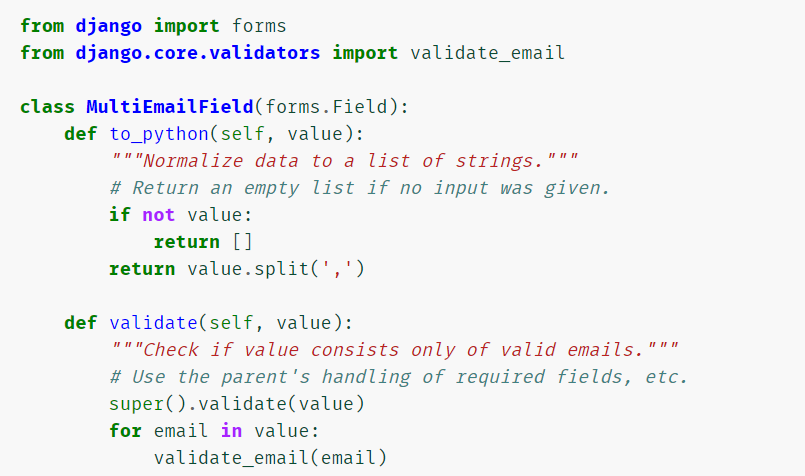 from django import forms
from django.core.validators import validate_email

class MultiEmailField(forms.Field):
    def to_python(self, value):
        """Normalize data to a list of strings."""
        # Return an empty list if no input was given.
        if not value:
            return []
        return value.split(',')

    def validate(self, value):
        """Check if value consists only of valid emails."""
        # Use the parent's handling of required fields, etc.
        super().validate(value)
        for email in value:
            validate_email(email)